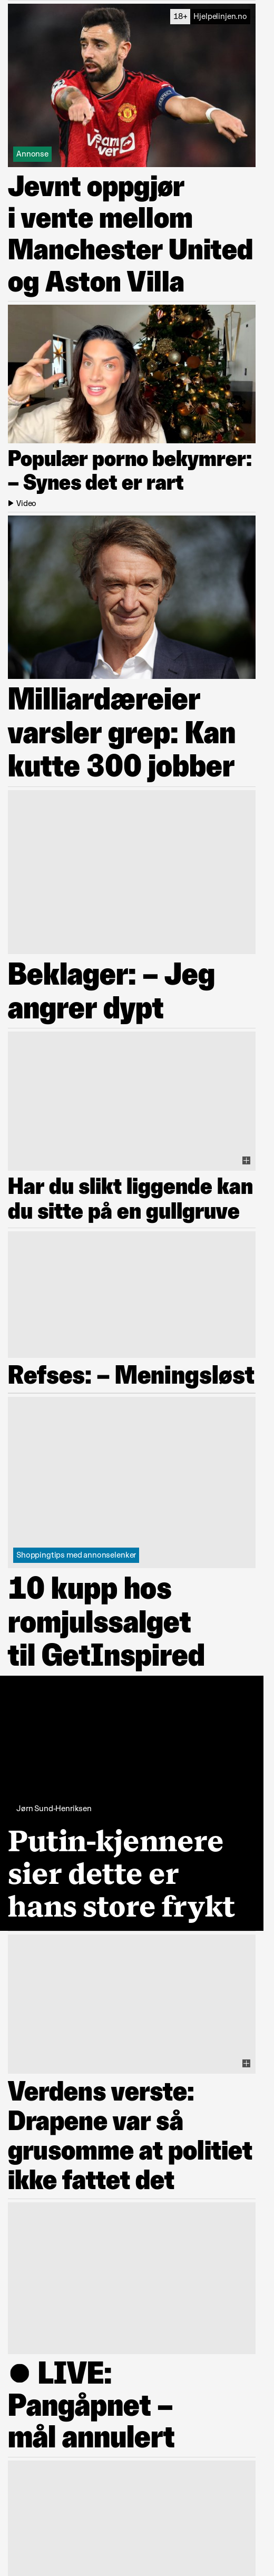 18+ Hjelpelinjen.no
TeamViewer
Annonse
Jevnt oppgjør
i vente mellom
Manchester United
og Aston Villa
Populær porno bekymrer:
– Synes det er rart
Video
Milliardæreier
varsler grep: Kan
kutte 300 jobber
Beklager: – Jeg
angrer dypt
Har du slikt liggende kan
du sitte på en gullgruve
Refses: – Meningsløst
Shoppingtips med annonselenker
10 kupp hos
romjulssalget
til GetInspired
Jørn Sund-Henriksen
Putin-kjennere
sier dette er
hans store frykt
Verdens verste:
Drapene var så
grusomme at politiet
ikke fattet det
● LIVE:
Pangåpnet –
mål annulert